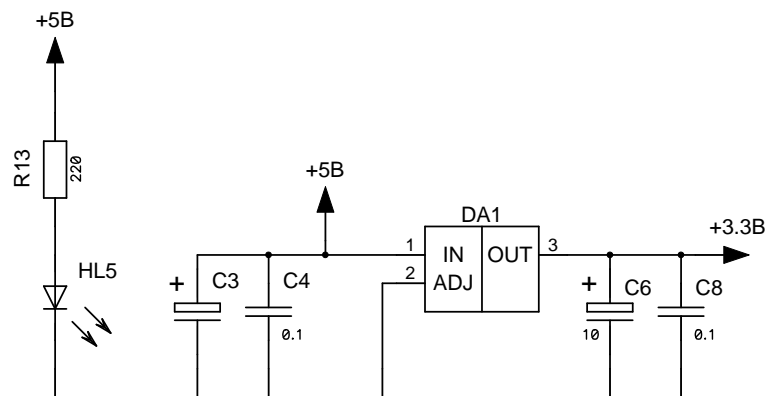 +5В
R13
220
HL5
+5В
+
C3
C4
0.1
DA1
1
IN
OUT
3
2
ADJ
+3.3В
+
C6
10
C8
0.1